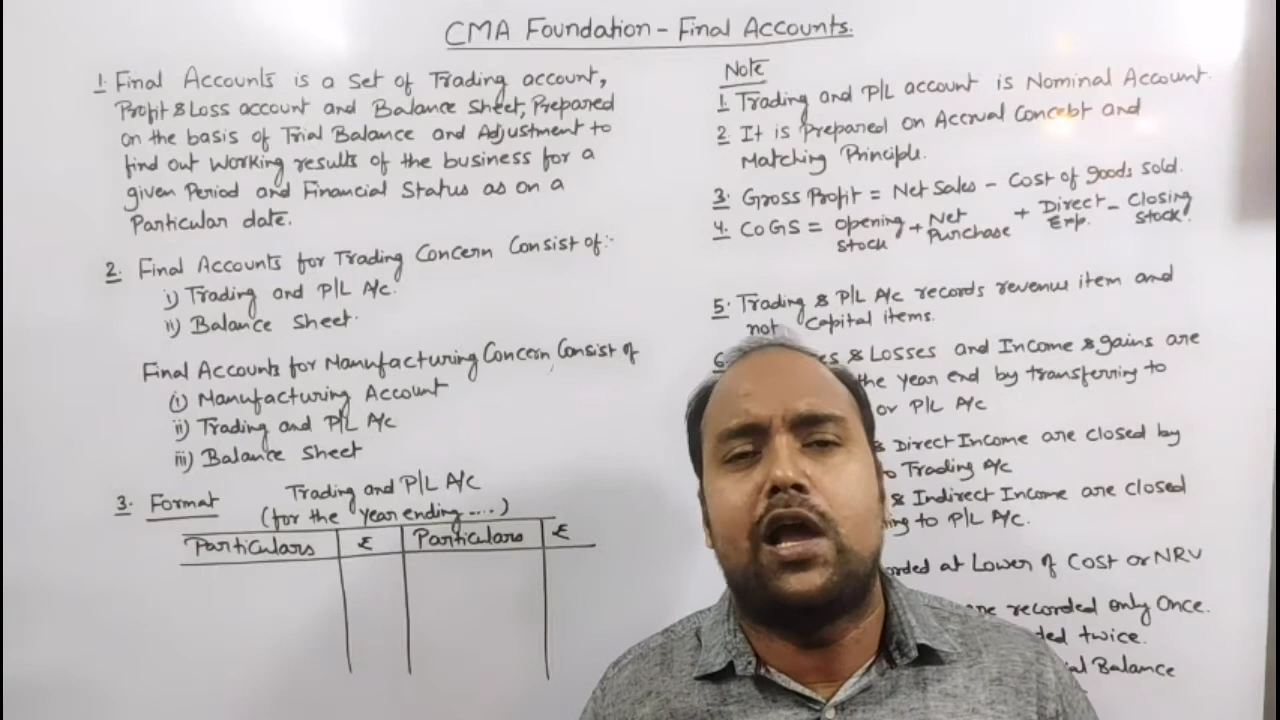 CMA Foundation - Final Accounts.
1. Final Accounts is a Set of Trading account,
Profit & Loss account and Balance Sheet, Prepared
on the basis of Trial Balance and Adjustment to
find out working results of the business for a
given Period and Financial Status as on a
Particular date.
2. Final Accounts for Trading Concern Consist of:-
i) Trading and P/L A/c.
ii) Balance Sheet.
Final Accounts for Manufacturing Concern Consist of
(i) Manufacturing Account
ii) Trading and P/L A/c
iii) Balance Sheet
3. Format Trading and P/L A/c
(for the year ending ....)
Particulars ₹ Particulars ₹
Note
1. Trading and P/L account is Nominal Account.
2. It is Prepared on Accrual Concept and
Matching Principle.
3. Gross Profit = Net Sales - Cost of goods sold.
4. COGS = Opening Stock + Net Purchase + Direct Exp. - Closing Stock.
5. Trading & P/L A/c records revenue item and
not Capital items.
6. & Losses and Income & gains are
the year end by transferring to
or P/L A/c
& Direct Income are closed by
Trading A/c
& Indirect Income are closed
to P/L A/c.
at Lower of Cost or NRV
recorded only Once.
twice.
Balance